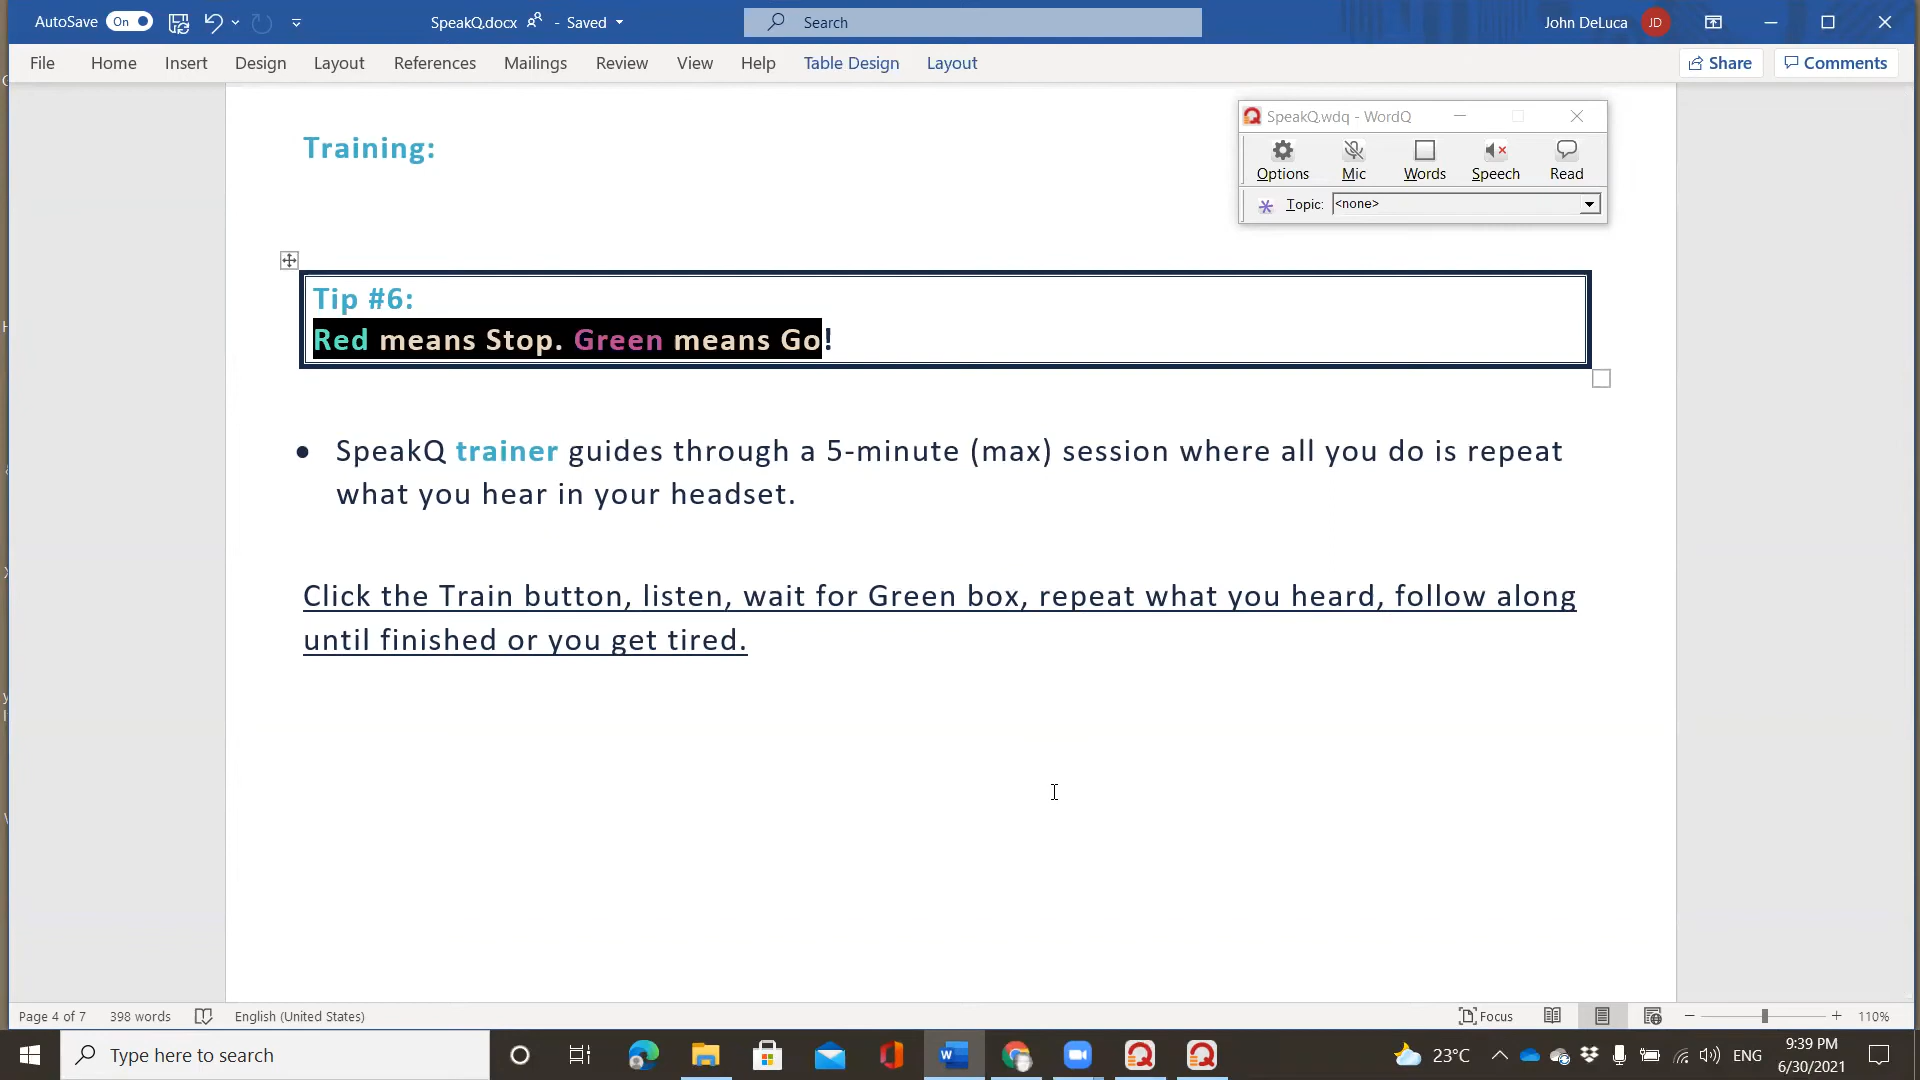 AutoSave On SpeakQ.docx - Saved Search John DeLuca JD
File Home Insert Design Layout References Mailings Review View Help Table Design Layout Share Comments
SpeakQ.wdq - WordQ
Options Mic Words Speech Read
Topic: <none>
Training:
Tip #6:
Red means Stop. Green means Go!
• SpeakQ trainer guides through a 5-minute (max) session where all you do is repeat
what you hear in your headset.
Click the Train button, listen, wait for Green box, repeat what you heard, follow along
until finished or you get tired.
Page 4 of 7 398 words English (United States) Focus 110%
Type here to search 23°C ENG 9:39 PM
6/30/2021